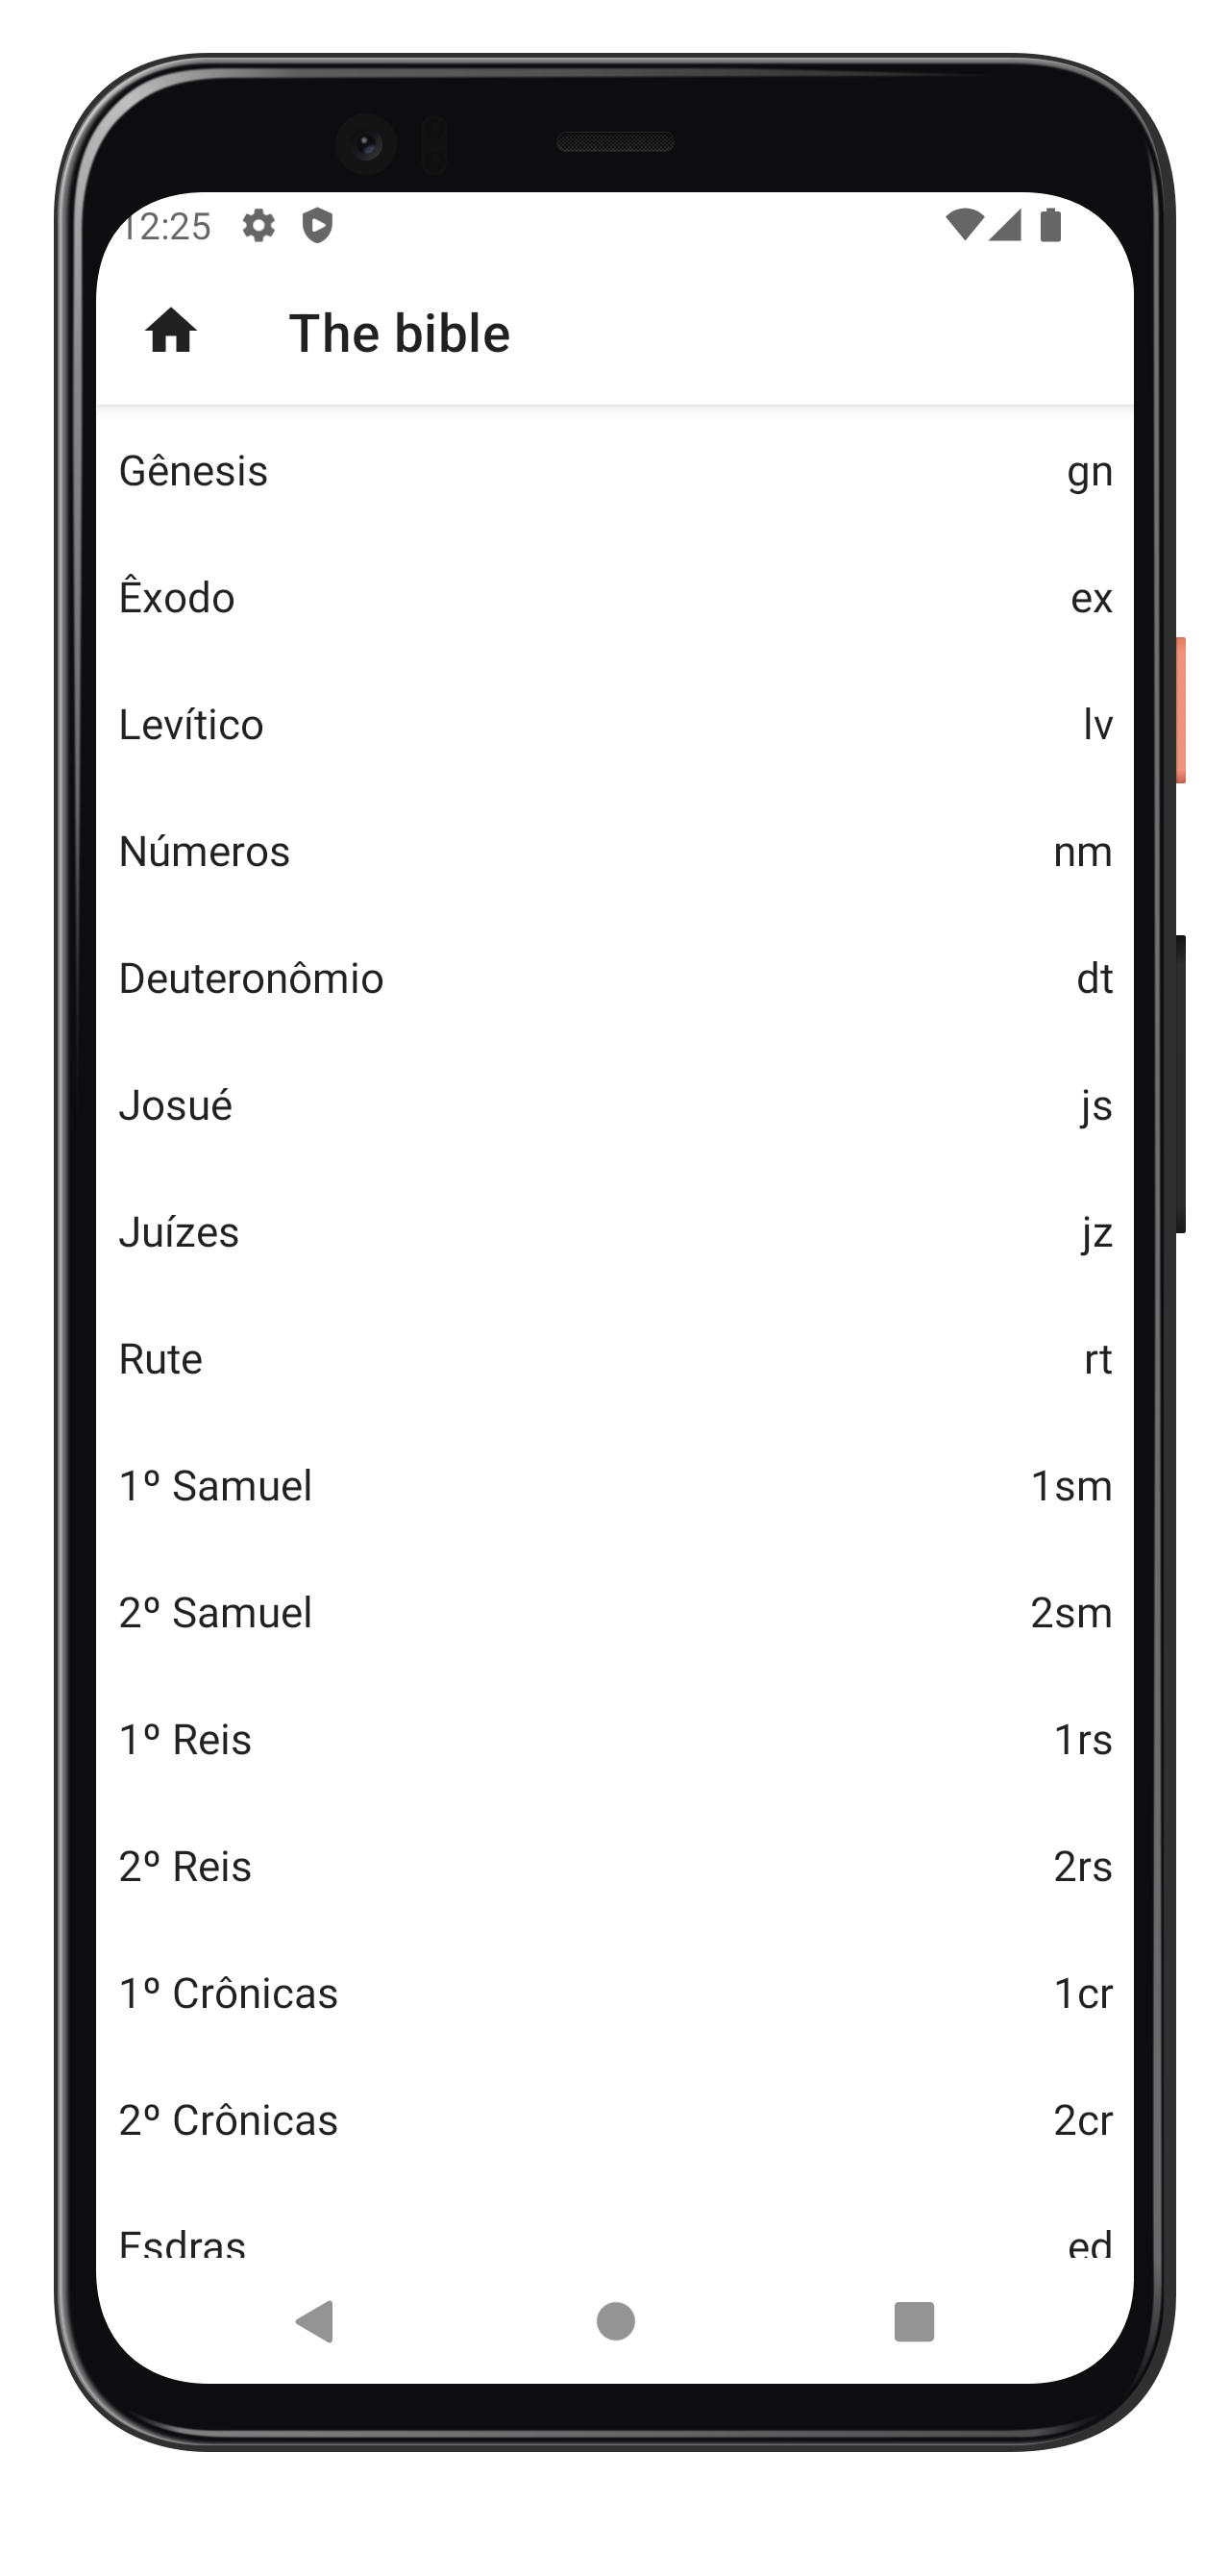 12:25
The bible
Gênesis gn
Êxodo ex
Levítico lv
Números nm
Deuteronômio dt
Josué js
Juízes jz
Rute rt
1º Samuel 1sm
2º Samuel 2sm
1º Reis 1rs
2º Reis 2rs
1º Crônicas 1cr
2º Crônicas 2cr
Esdras ed